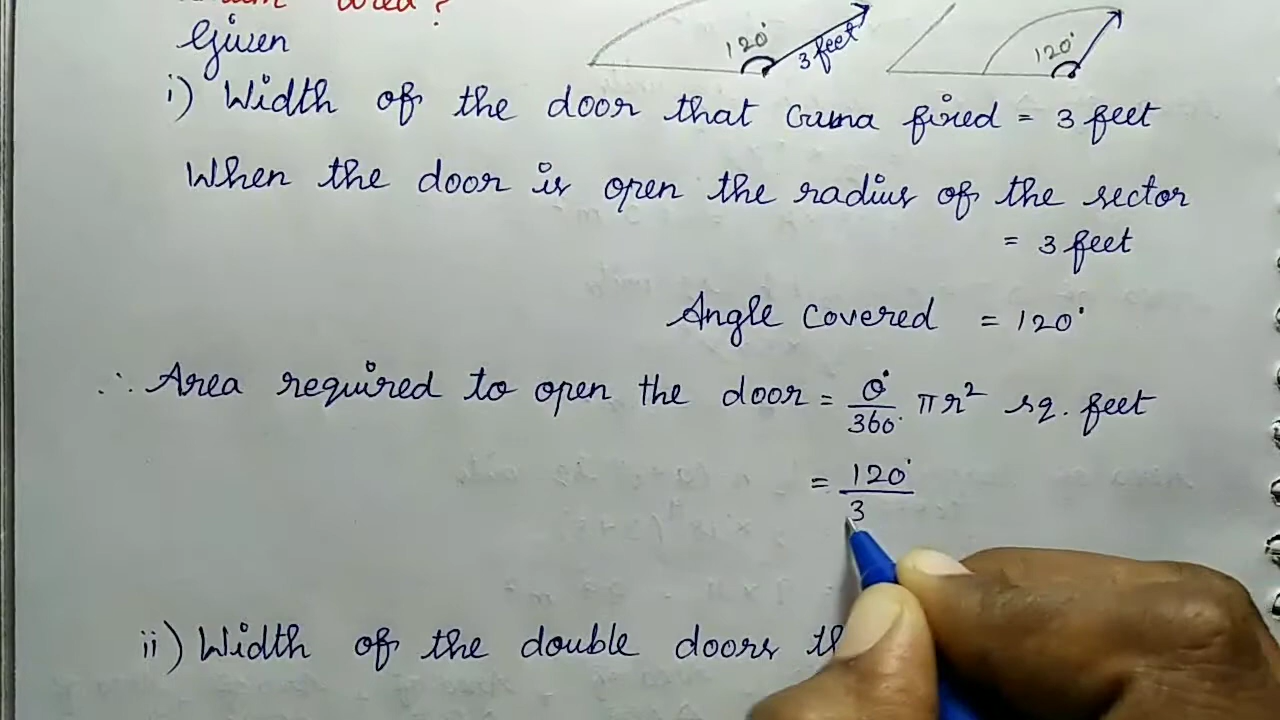 Given
120°
3 feet
120°
i) Width of the door that Guna fixed = 3 feet
When the door is open the radius of the sector
= 3 feet
Angle Covered = 120°
∴ Area required to open the door = θ°/360° πr² sq. feet
= 120°/3
ii) Width of the double doors